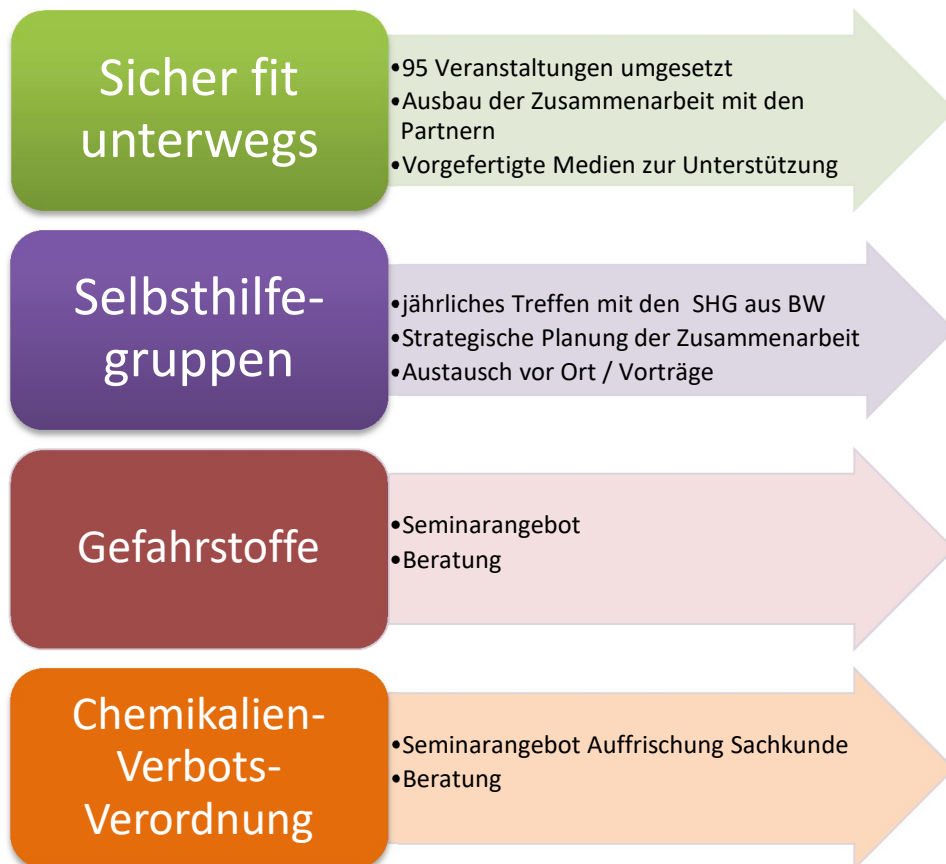 Sicher fit
unterwegs
•95 Veranstaltungen umgesetzt
•Ausbau der Zusammenarbeit mit den
Partnern
•Vorgefertigte Medien zur Unterstützung
Selbsthilfe-
gruppen
•jährliches Treffen mit den  SHG aus BW
•Strategische Planung der Zusammenarbeit
•Austausch vor Ort / Vorträge
Gefahrstoffe
•Seminarangebot
•Beratung
Chemikalien-
Verbots-
Verordnung
•Seminarangebot Auffrischung Sachkunde
•Beratung